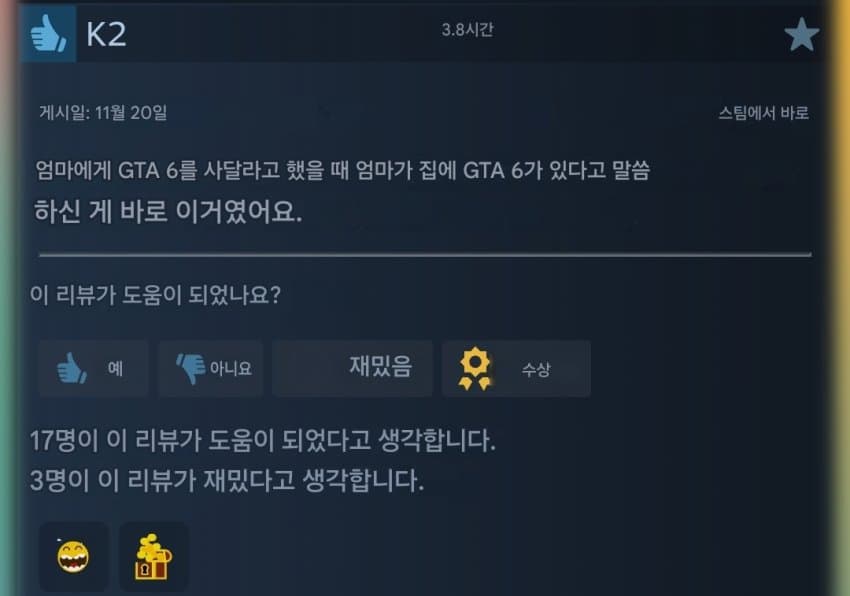 K2
3.8시간
게시일: 11월 20일
스팀에서 바로
엄마에게 GTA 6를 사달라고 했을 때 엄마가 집에 GTA 6가 있다고 말씀
하신 게 바로 이거였어요.
이 리뷰가 도움이 되었나요?
예
아니요
재밌음
수상
17명이 이 리뷰가 도움이 되었다고 생각합니다.
3명이 이 리뷰가 재밌다고 생각합니다.